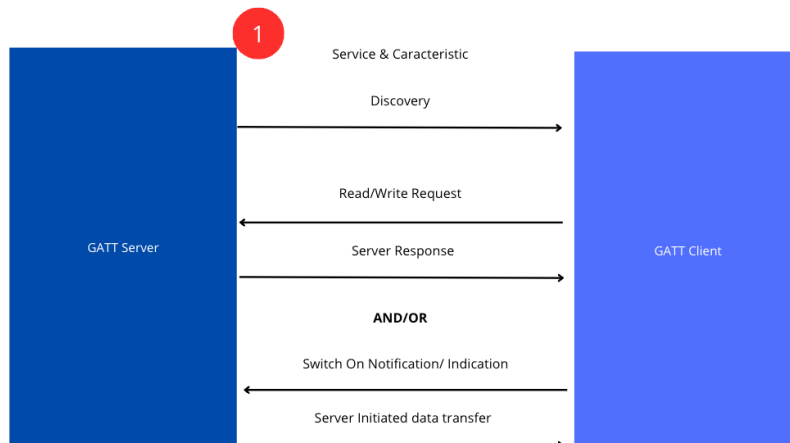 1
Service & Caracteristic
Discovery
Read/Write Request
GATT Server
Server Response
GATT Client
AND/OR
Switch On Notification/ Indication
Server Initiated data transfer